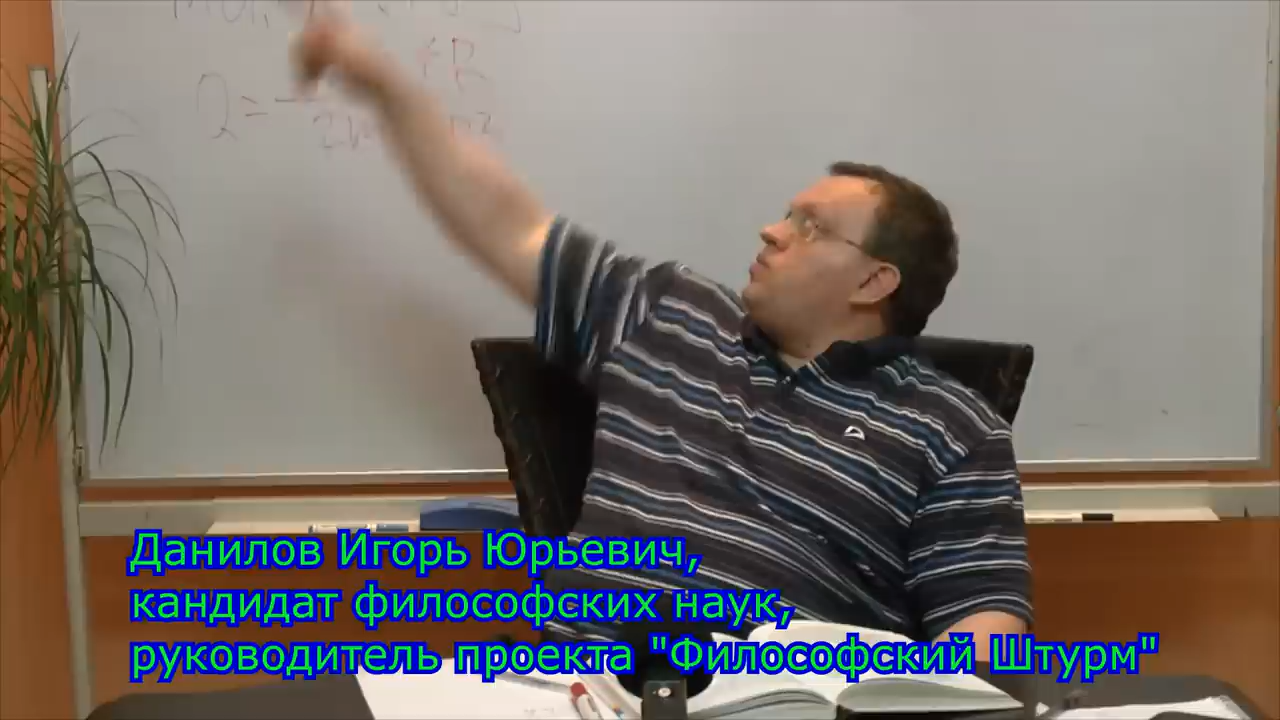 Q =
Данилов Игорь Юрьевич,
кандидат философских наук,
руководитель проекта "Философский Штурм"